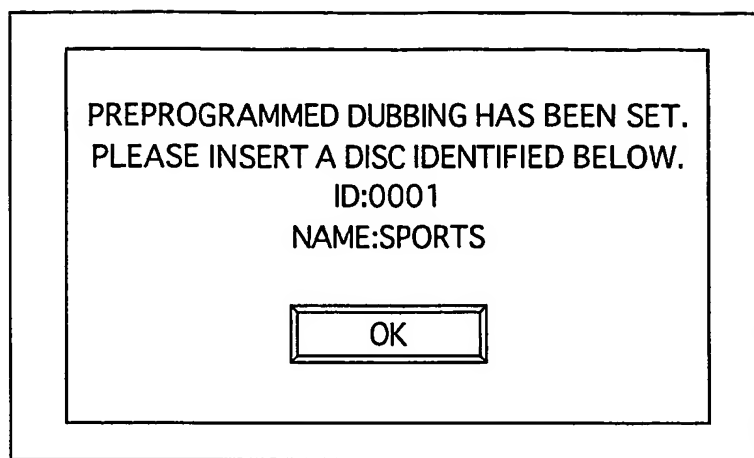 PREPROGRAMMED DUBBING HAS BEEN SET.
PLEASE INSERT A DISC IDENTIFIED BELOW.
ID:0001
NAME:SPORTS
OK